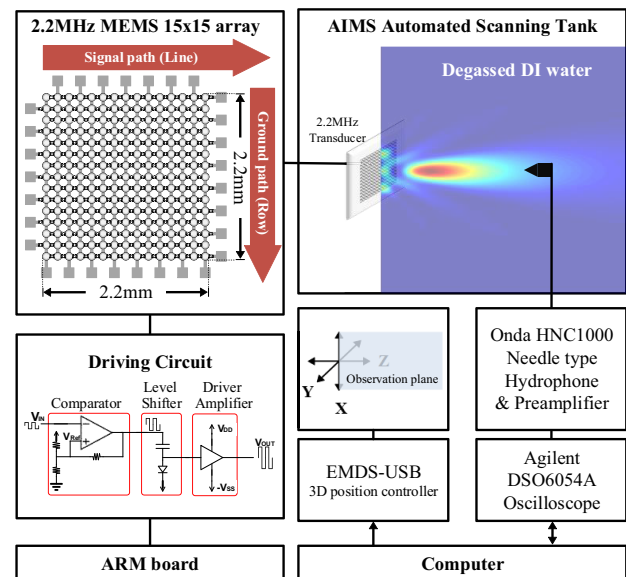 2.2MHz MEMS 15x15 array
Signal path (Line)
Ground path (Row)
2.2mm
2.2mm
AIMS Automated Scanning Tank
Degassed DI water
2.2MHz
Transducer
Driving Circuit
Comparator
Level
Shifter
Driver
Amplifier
VIN
VRef
VDD
-VSS
VOUT
Z
Observation plane
Y
X
Onda HNC1000
Needle type
Hydrophone
& Preamplifier
EMDS-USB
3D position controller
Agilent
DSO6054A
Oscilloscope
ARM board
Computer